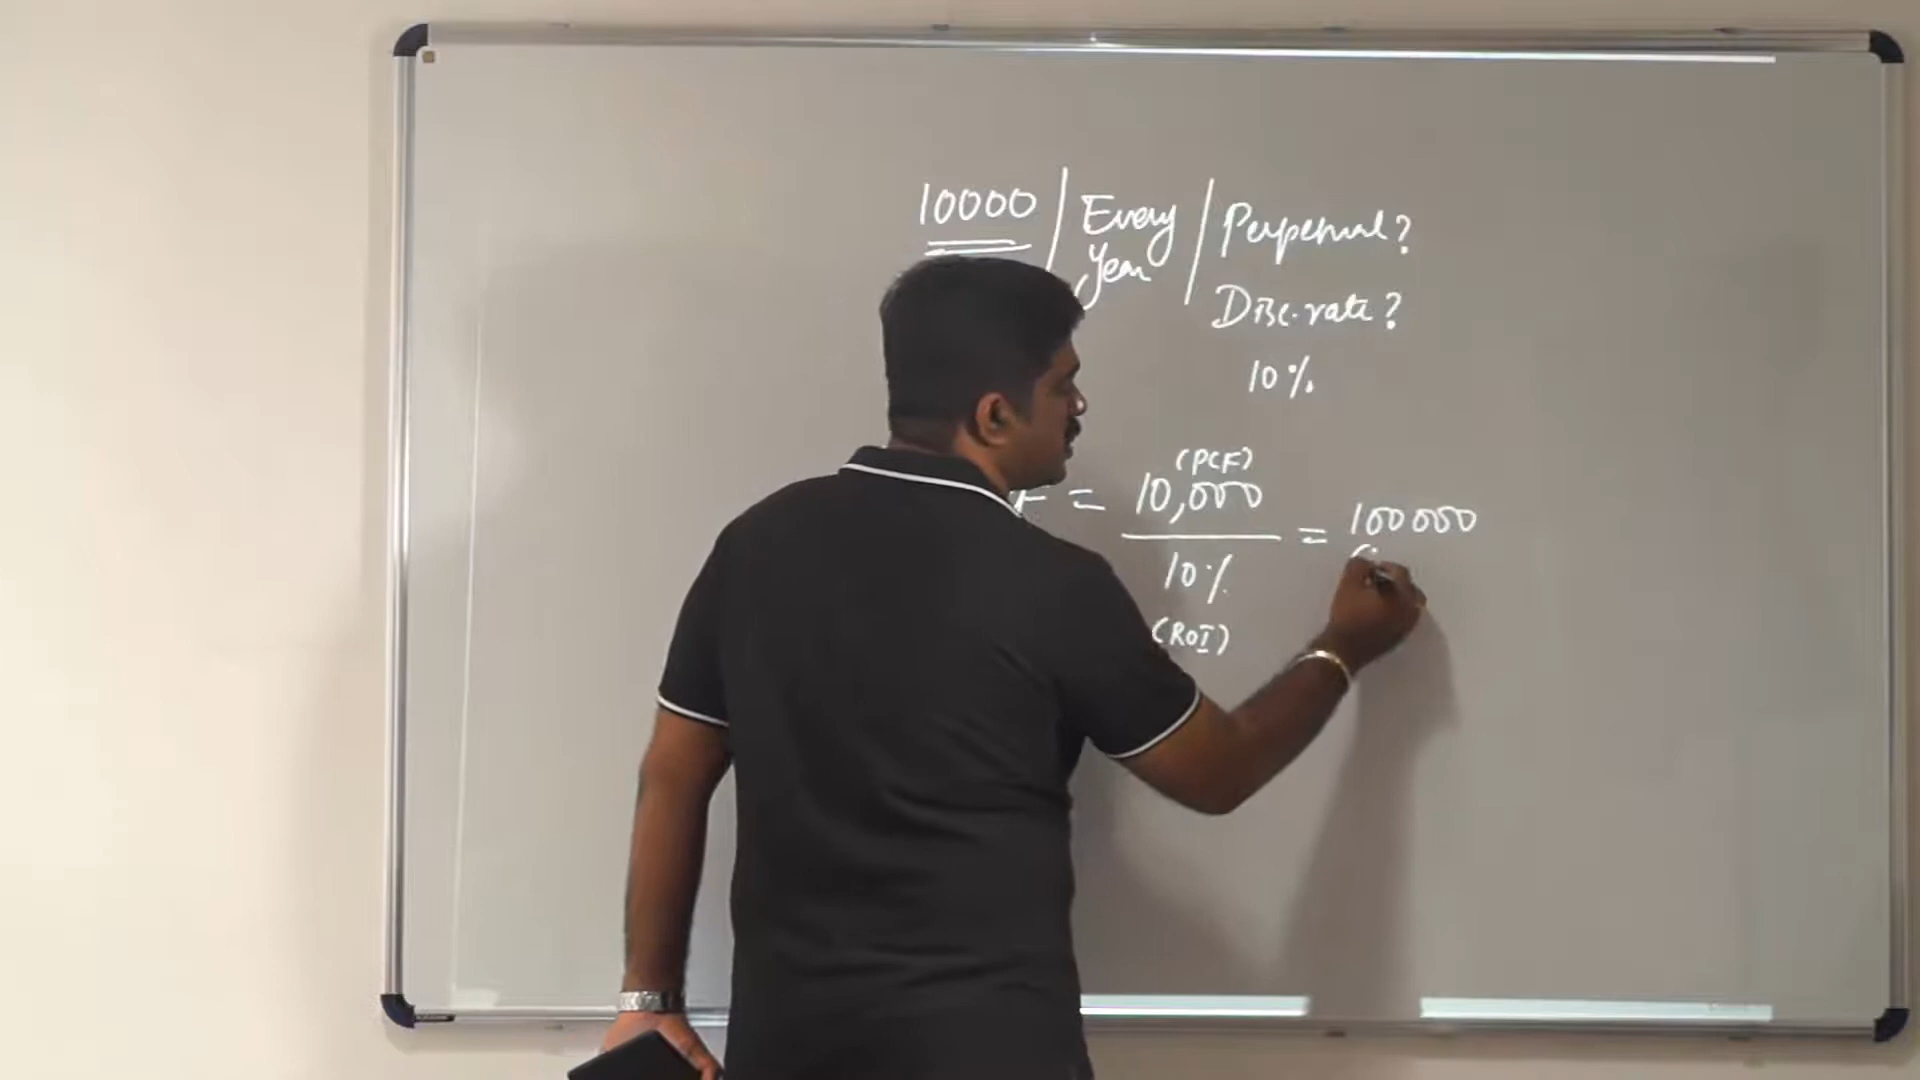 10000 / Every Year / Perpetual?
Disc. rate?
10%
(PCF)
F = 10,000 = 100000
10%
(ROI)